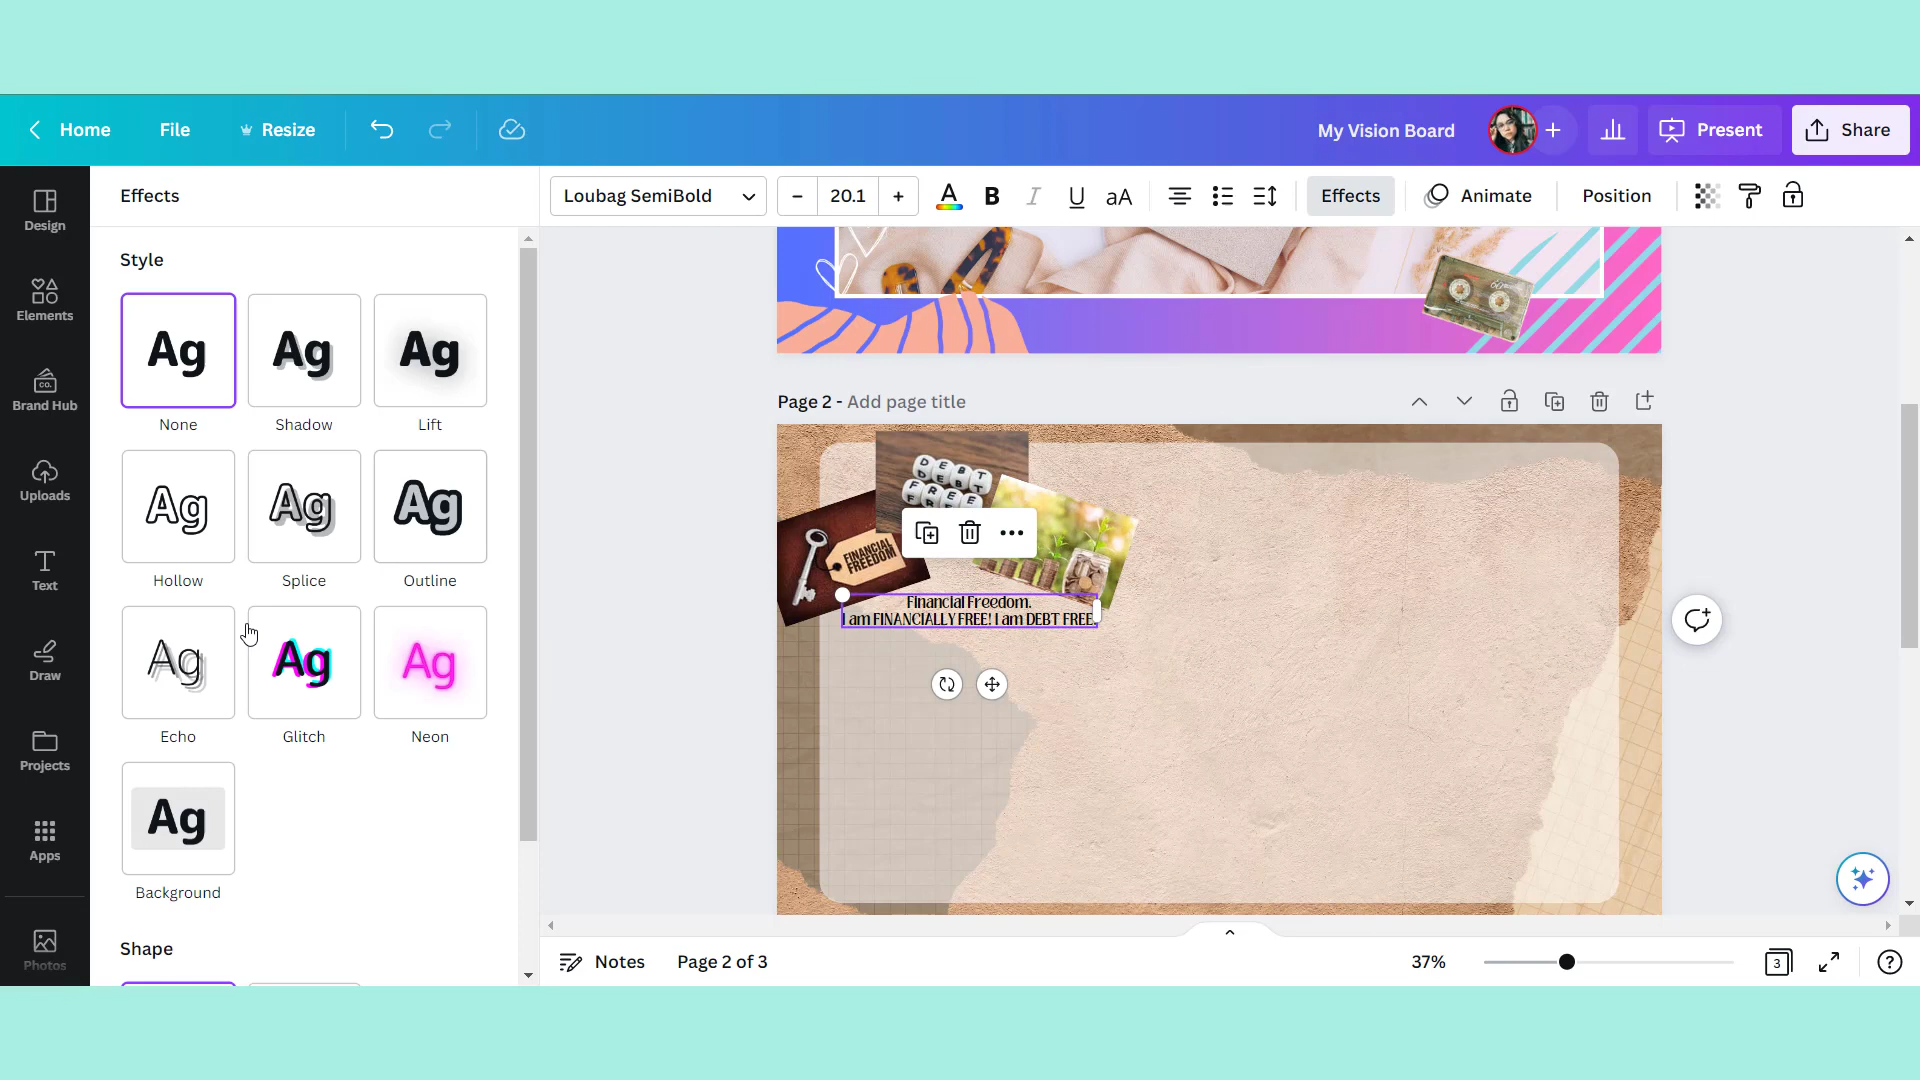 Home
File
Resize
My Vision Board
Present
Share
Design
Elements
Brand Hub
Uploads
Text
Draw
Projects
Apps
Photos
Effects
Style
Ag
None
Ag
Shadow
Ag
Lift
Ag
Hollow
Ag
Splice
Ag
Outline
Ag
Echo
Ag
Glitch
Ag
Neon
Ag
Background
Shape
Loubag SemiBold
20.1
A
B
I
U
aA
Effects
Animate
Position
Page 2 - Add page title
DEBT
DEBT
FREE
FREE
FINANCIAL
FREEDOM
Financial Freedom.
I am FINANCIALLY FREE! I am DEBT FREE
Notes
Page 2 of 3
37%
3